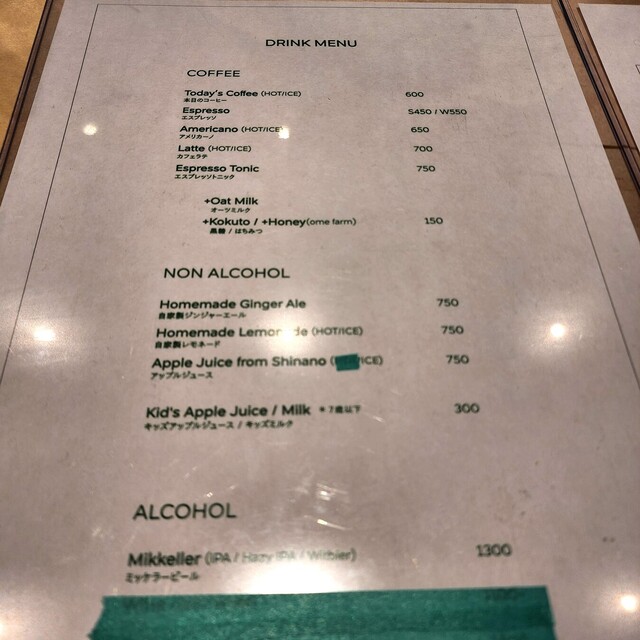 DRINK MENU
COFFEE
Today's Coffee (HOT/ICE) 600
本日のコーヒー
Espresso S450 / W550
エスプレッソ
Americano (HOT/ICE) 650
アメリカーノ
Latte (HOT/ICE) 700
カフェラテ
Espresso Tonic 750
エスプレッソトニック
+Oat Milk
オーツミルク
+Kokuto / +Honey(ome farm) 150
黒糖 / はちみつ
NON ALCOHOL
Homemade Ginger Ale 750
自家製ジンジャーエール
Homemade Lemonade (HOT/ICE) 750
自家製レモネード
Apple Juice from Shinano ( /ICE) 750
アップルジュース
Kid's Apple Juice / Milk *7歳以下 300
キッズアップルジュース / キッズミルク
ALCOHOL
Mikkeller (IPA / Hazy IPA / Witbier) 1300
ミッケラービール